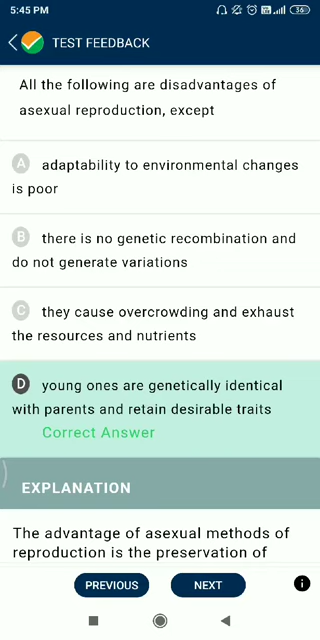 5:45 PM
36
TEST FEEDBACK
All the following are disadvantages of
asexual reproduction, except
A adaptability to environmental changes
is poor
B there is no genetic recombination and
do not generate variations
C they cause overcrowding and exhaust
the resources and nutrients
D young ones are genetically identical
with parents and retain desirable traits
Correct Answer
EXPLANATION
The advantage of asexual methods of
reproduction is the preservation of
PREVIOUS NEXT